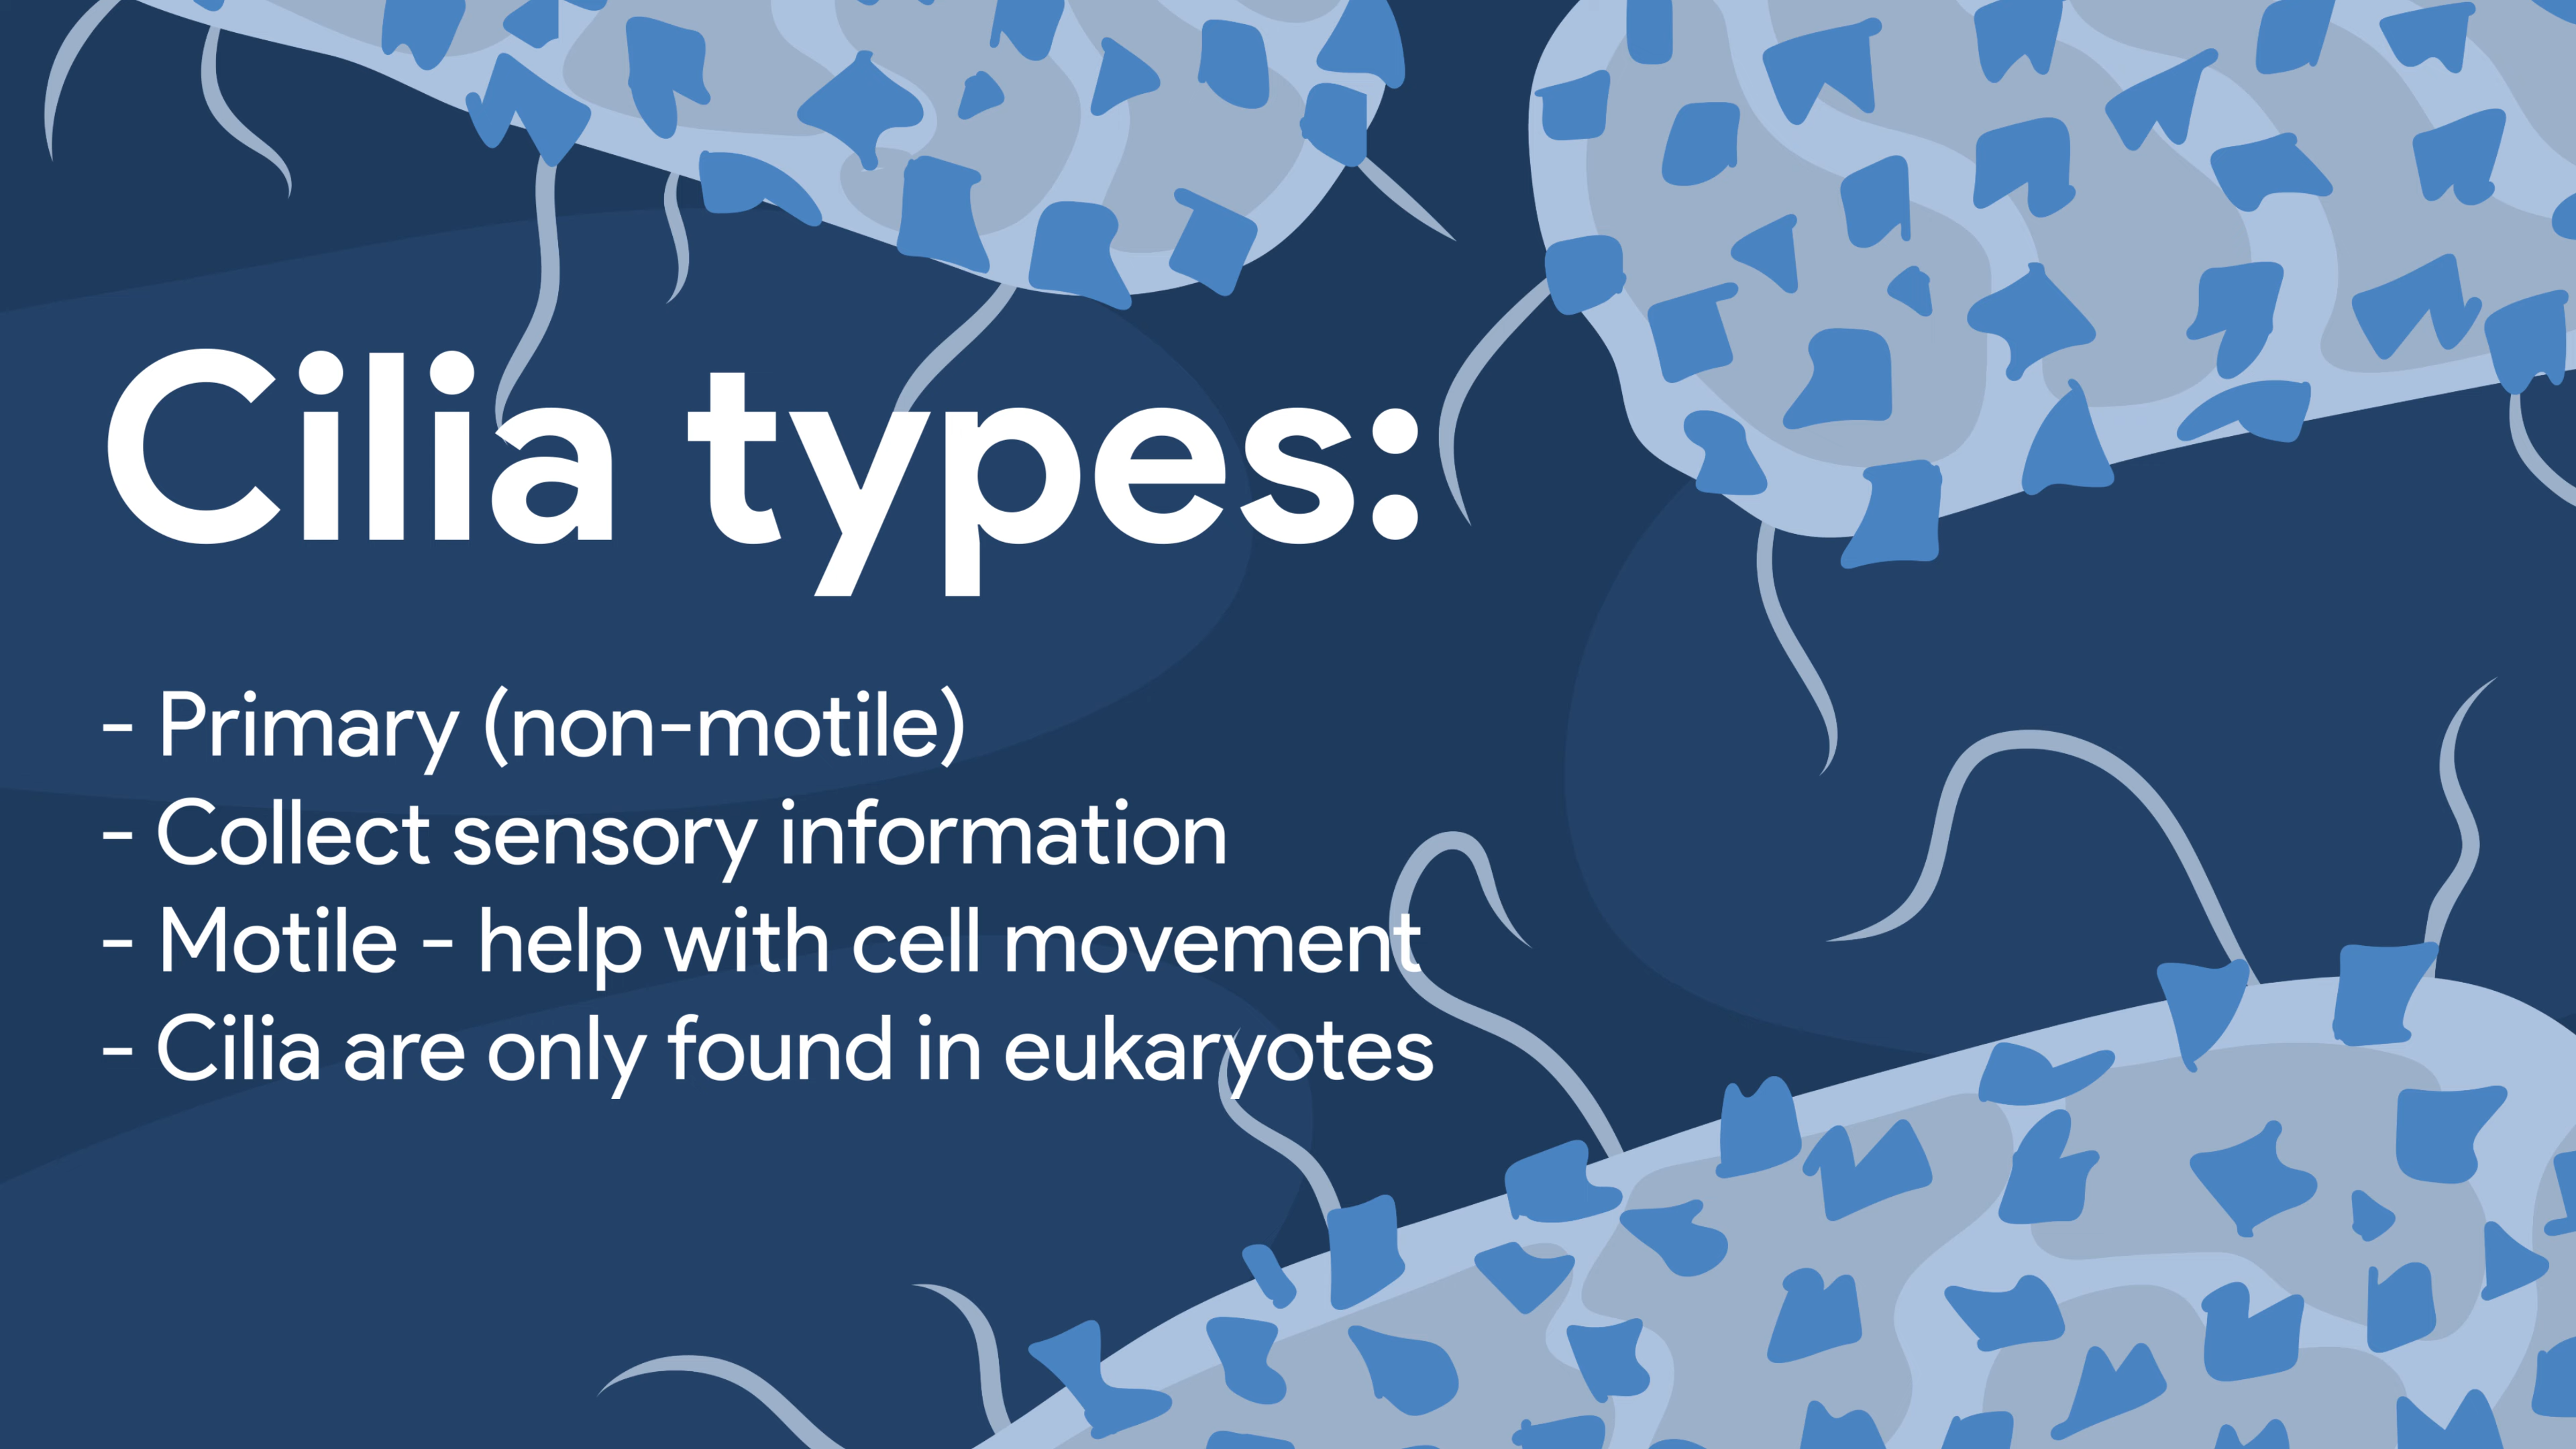 Cilia types:
- Primary (non-motile)
- Collect sensory information
- Motile - help with cell movement
- Cilia are only found in eukaryotes